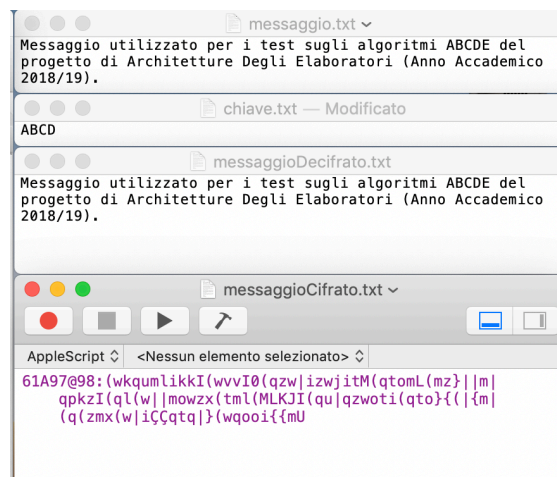 messaggio.txt
Messaggio utilizzato per i test sugli algoritmi ABCDE del
progetto di Architetture Degli Elaboratori (Anno Accademico
2018/19).
chiave.txt — Modificato
ABCD
messaggioDecifrato.txt
Messaggio utilizzato per i test sugli algoritmi ABCDE del
progetto di Architetture Degli Elaboratori (Anno Accademico
2018/19).
messaggioCifrato.txt
AppleScript <Nessun elemento selezionato>
61A97@98:(wkqumlikkI(wvvI0(qzw|izwjitM(qtomL(mz}||m|
qpkzI(ql(w||mowzx(tml(MLKJI(qu|qzwoti(qto}{(|{m|
(q(zmx(w|iÇÇqtq|}(wqooi{{mU